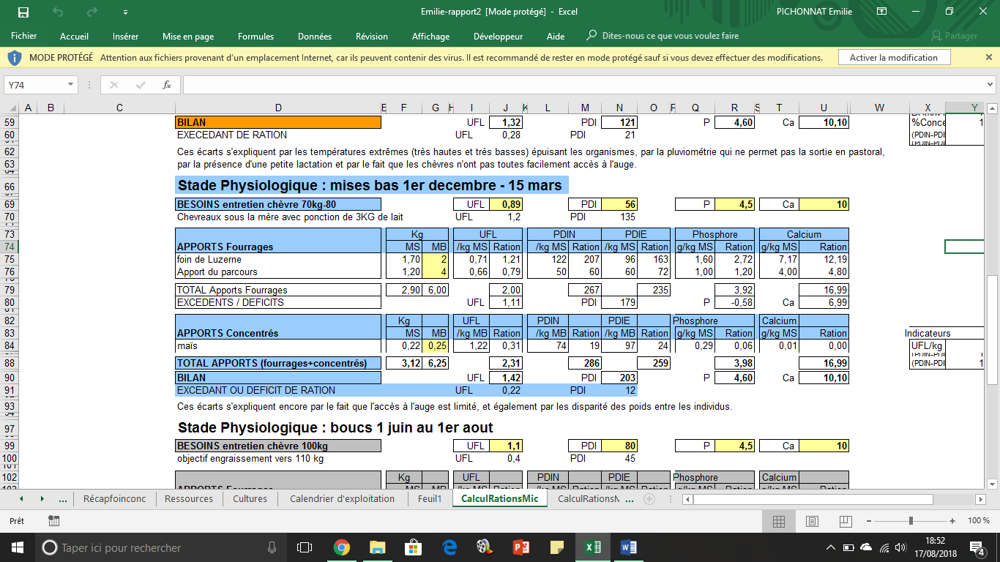 Emilie-rapport2 [Mode protégé] - Excel PICHONNAT Emilie
Fichier Accueil Insérer Mise en page Formules Données Révision Affichage Développeur Aide Dites-nous ce que vous voulez faire Partager
MODE PROTÉGÉ Attention aux fichiers provenant d'un emplacement Internet, car ils peuvent contenir des virus. Il est recommandé de rester en mode protégé sauf si vous devez effectuer des modifications. Activer la modification
Y74 fx
A B C D E F G H I J K L M N O P Q R S T U W X Y
59 BILAN UFL 1,32 PDI 121 P 4,60 Ca 10,10 %Conce 1
60 EXECEDANT DE RATION UFL 0,28 PDI 21 (PDIN-PDI
62 Ces écarts s'expliquent par les températures extrêmes (très hautes et très basses) épuisant les organismes, par la pluviométrie qui ne permet pas la sortie en pastoral,
63 par la présence d'une petite lactation et par le fait que les chèvres n'ont pas toutes facilement accès à l'auge.
66 Stade Physiologique : mises bas 1er decembre - 15 mars
69 BESOINS entretien chèvre 70kg-80 UFL 0,89 PDI 56 P 4,5 Ca 10
70 Chevreaux sous la mère avec ponction de 3KG de lait UFL 1,2 PDI 135
73 Kg UFL PDIN PDIE Phosphore Calcium
74 APPORTS Fourrages MS MB /kg MS Ration /kg MS Ration /kg MS Ration g/kg MS Ration g/kg MS Ration
75 foin de Luzerne 1,70 2 0,71 1,21 122 207 96 163 1,60 2,72 7,17 12,19
76 Apport du parcours 1,20 4 0,66 0,79 50 60 60 72 1,00 1,20 4,00 4,80
79 TOTAL Apports Fourrages 2,90 6,00 2,00 267 235 3,92 16,99
80 EXCEDENTS / DEFICITS UFL 1,11 PDI 179 P -0,58 Ca 6,99
82 Kg UFL PDIN PDIE Phosphore Calcium
83 APPORTS Concentrés MS MB /kg MB Ration /kg MB Ration /kg MB Ration g/kg MS Ration g/kg MS Ration Indicateurs
84 maïs 0,22 0,25 1,22 0,31 74 19 97 24 0,29 0,06 0,01 0,00 UFL/kg
88 TOTAL APPORTS (fourrages+concentrés) 3,12 6,25 2,31 286 259 3,98 16,99 (PDIN-PDI 1
90 BILAN UFL 1,42 PDI 203 P 4,60 Ca 10,10
91 EXCEDANT OU DEFICIT DE RATION UFL 0,22 PDI 12
93 Ces écarts s'expliquent encore par le fait que l'accès à l'auge est limité, et également par les disparité des poids entre les individus.
97 Stade Physiologique : boucs 1 juin au 1er aout
99 BESOINS entretien chèvre 100kg UFL 1,1 PDI 80 P 4,5 Ca 10
100 objectif engraissement vers 110 kg UFL 0,4 PDI 45
102 Kg UFL PDIN PDIE Phosphore Calcium
... Récapfoinconc Ressources Cultures Calendrier d'exploitation Feuil1 CalculRationsMic CalculRationsM ...
Prêt 100 %
Taper ici pour rechercher 18:52
17/08/2018 4